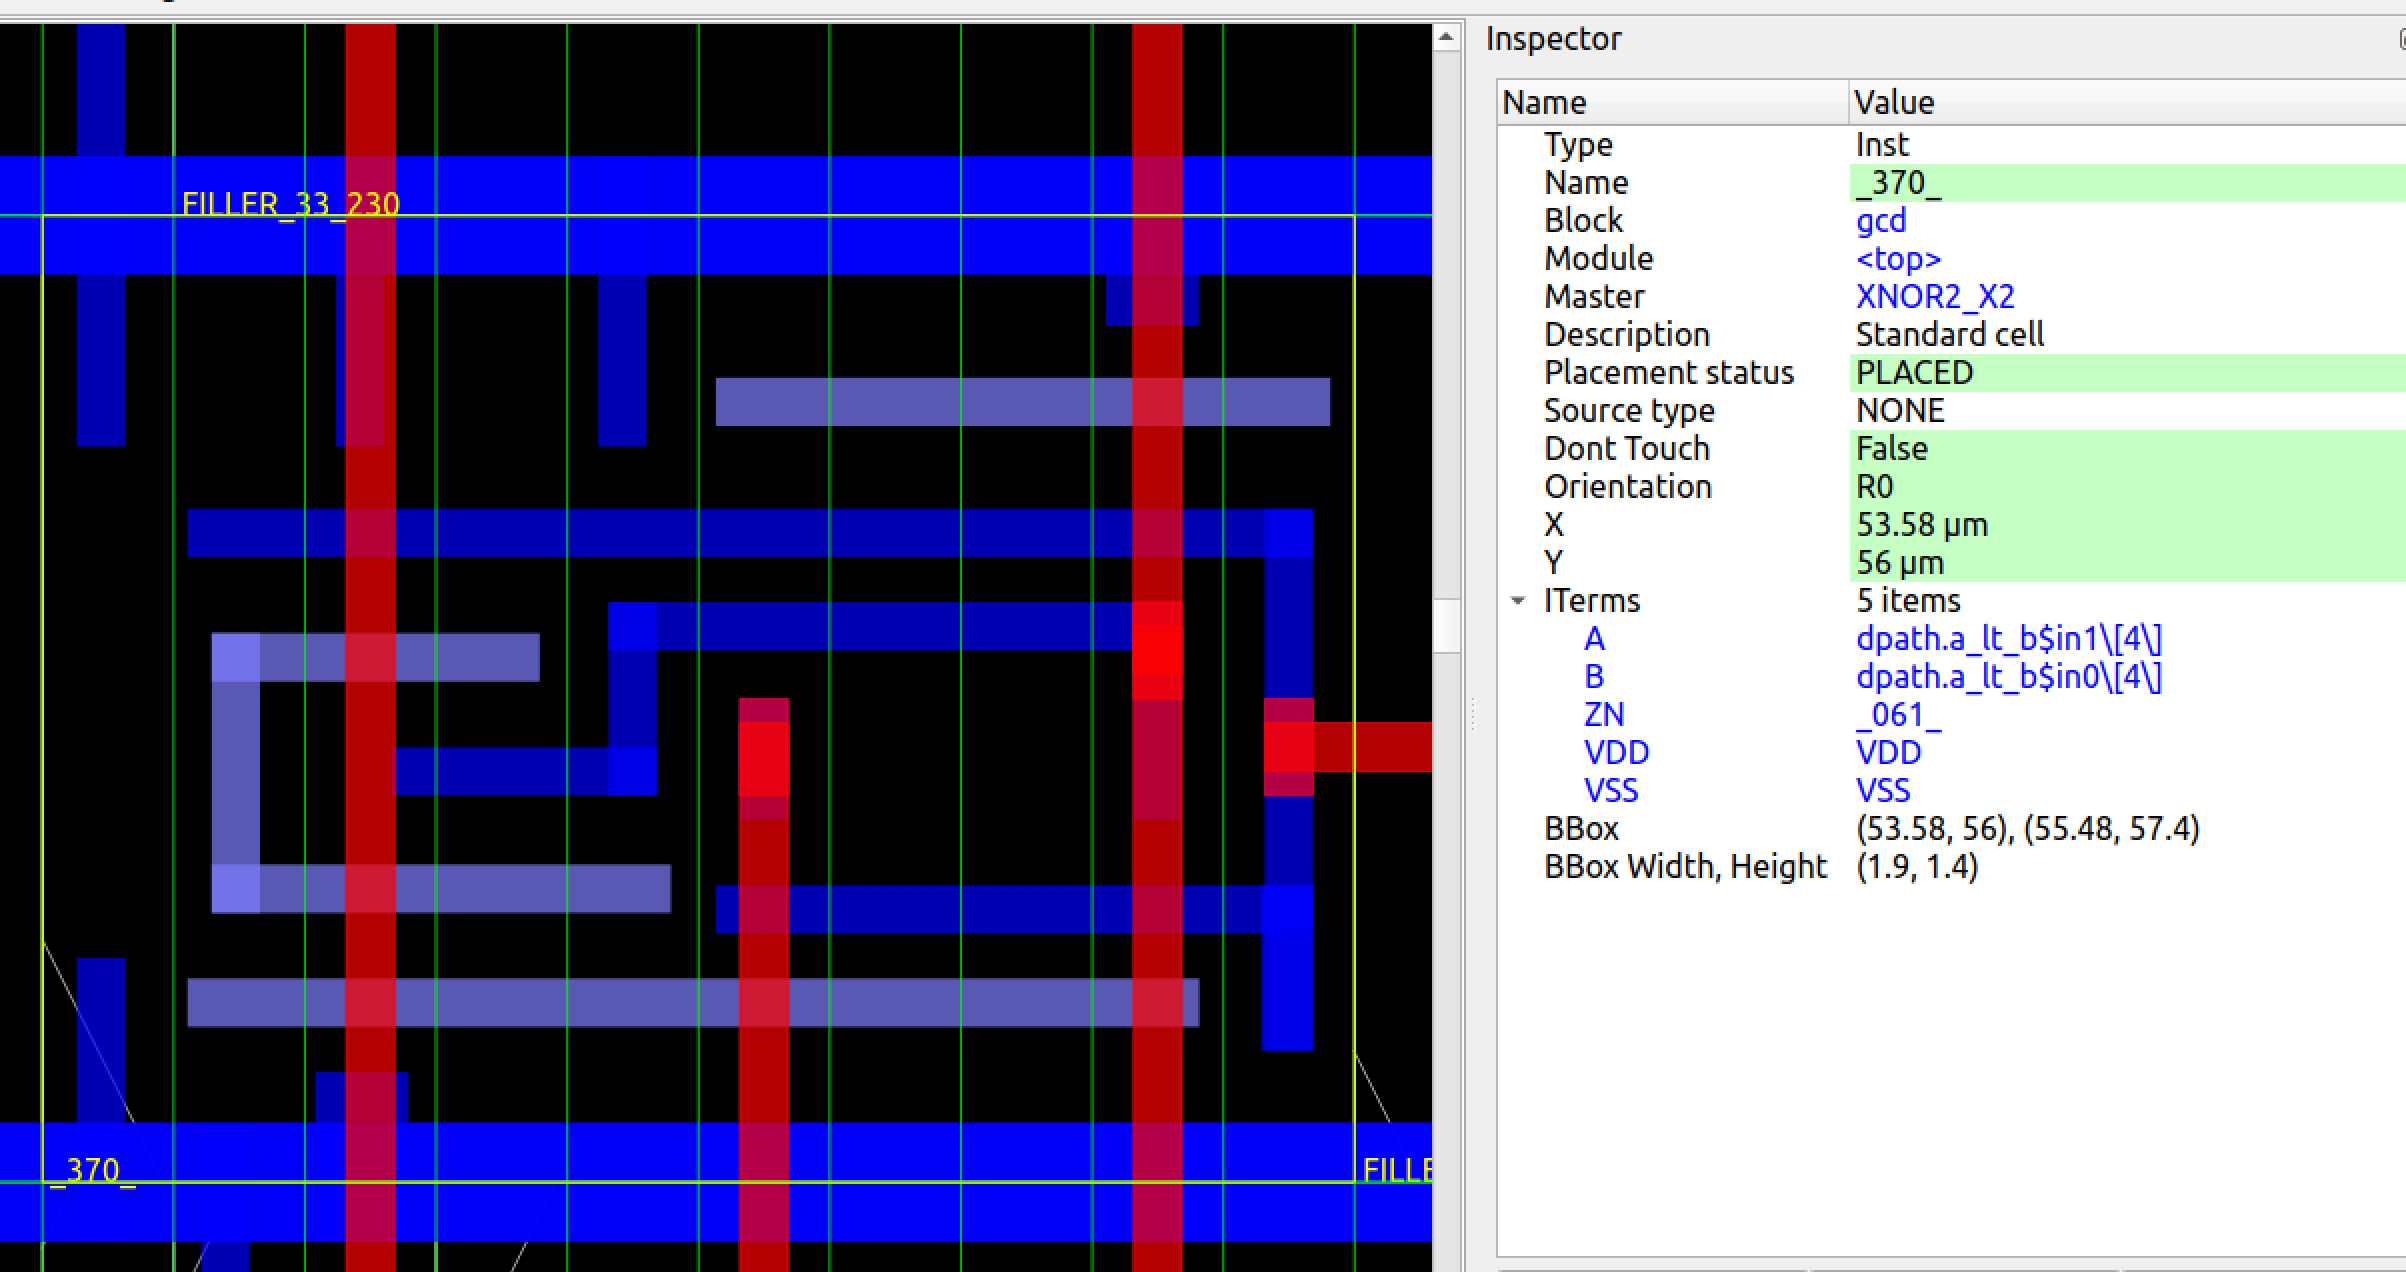 Inspector
Name Value
Type Inst
Name _370_
Block gcd
Module <top>
Master XNOR2_X2
Description Standard cell
Placement status PLACED
Source type NONE
Dont Touch False
Orientation R0
X 53.58 μm
Y 56 μm
ITerms 5 items
A dpath.a_lt_b$in1\[4\]
B dpath.a_lt_b$in0\[4\]
ZN _061_
VDD VDD
VSS VSS
BBox (53.58, 56), (55.48, 57.4)
BBox Width, Height (1.9, 1.4)
FILLER_33_230
_370_
FILLE